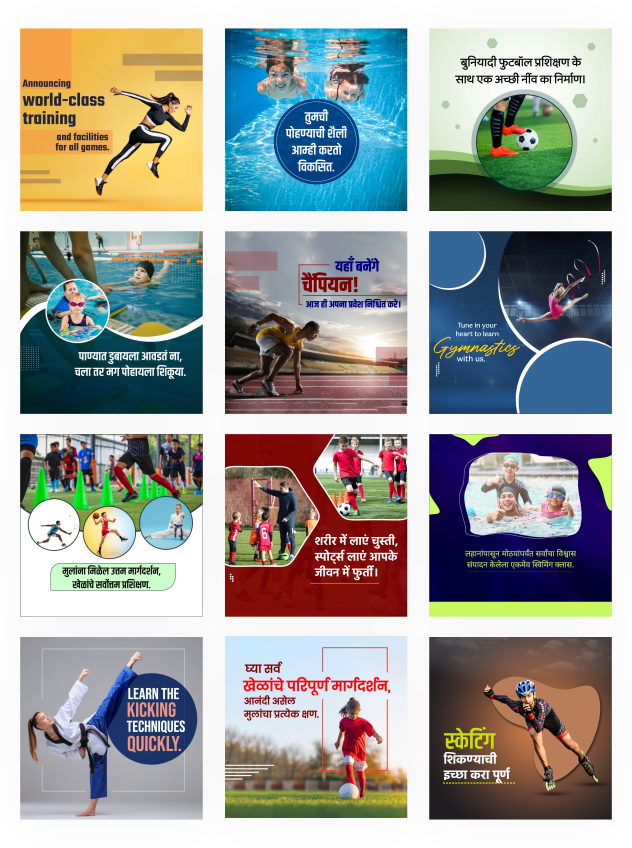 Announcing
world-class
training
and facilities
for all games.
तुमची
पोहण्याची शैली
आम्ही करतो
विकसित.
बुनियादी फुटबॉल प्रशिक्षण के
साथ एक अच्छी नींव का निर्माण।
पाण्यात डुबायला आवडतं ना,
चला तर मग पोहायला शिकूया.
यहाँ बनेंगे
चैंपियन!
आज ही अपना प्रवेश निश्चित करे।
Tune in your
heart to learn
Gymnastics
with us.
मुलांना मिळेल उत्तम मार्गदर्शन,
खेळांचे सर्वोत्तम प्रशिक्षण.
शरीर में लाएं चुस्ती,
स्पोर्ट्स लाएं आपके
जीवन में फुर्ती।
लहानांपासून मोठ्यांपर्यंत सर्वांचा विश्वास
संपादन केलेला एकमेव स्विमिंग क्लास.
LEARN THE
KICKING
TECHNIQUES
QUICKLY.
घ्या सर्व
खेळांचे परिपूर्ण मार्गदर्शन,
आनंदी असेल
मुलांचा प्रत्येक क्षण.
स्केटिंग
शिकण्याची
इच्छा करा पूर्ण